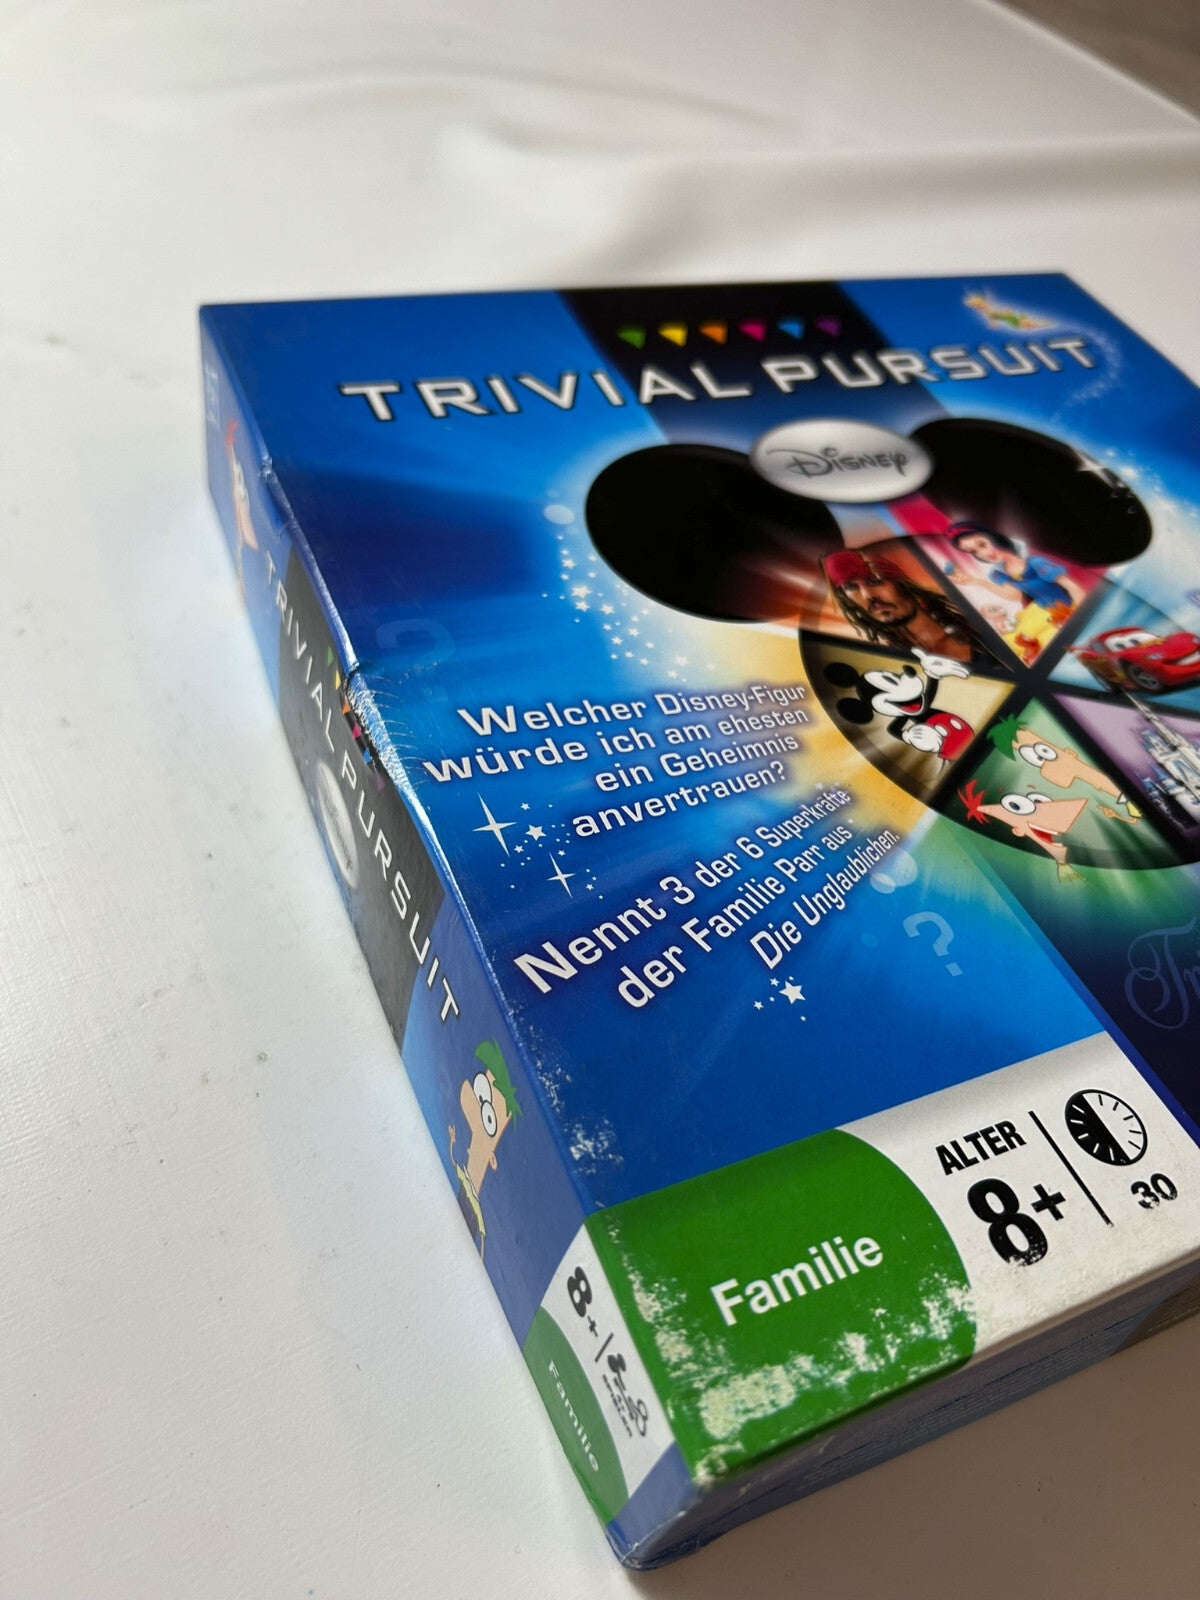 TRIVIAL PURSUIT
Disney
Welcher Disney-Figur
würde ich am ehesten
ein Geheimnis
anvertrauen?
Nennt 3 der 6 Superkräfte
der Familie Parr aus
Die Unglaublichen.
?
?
Familie
ALTER
8+
30
TRIVIAL PURSUIT
8+
SPIELER
Familie